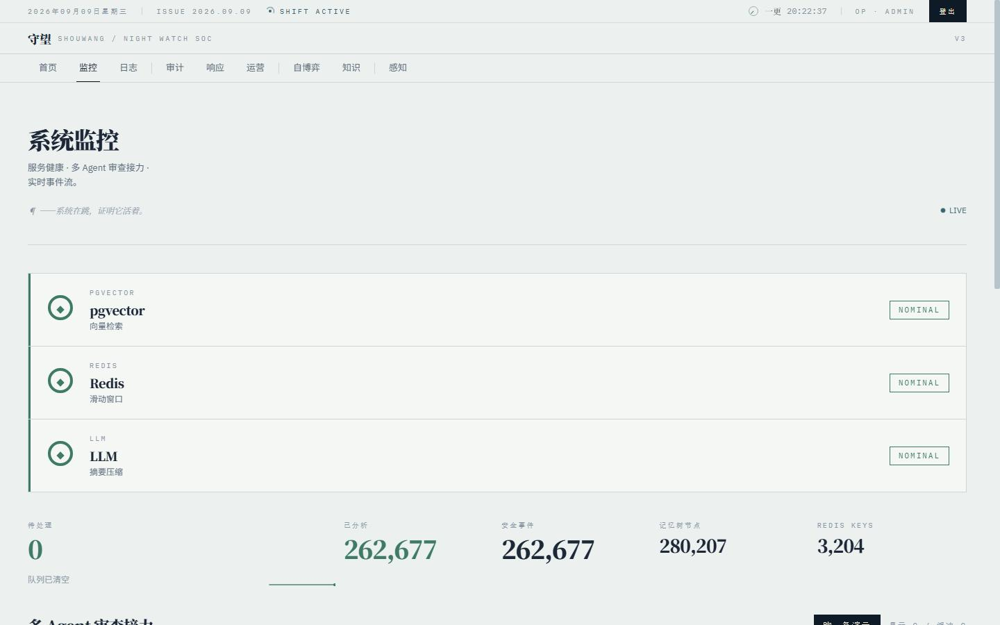 2026年09月09日星期三
ISSUE 2026.09.09
SHIFT ACTIVE
一更 20:22:37
OP · ADMIN
登出
守望 SHOUWANG / NIGHT WATCH SOC
V3
首页 监控 日志 审计 响应 运营 自博弈 知识 感知
系统监控
服务健康 · 多 Agent 审查接力 ·
实时事件流。
¶ ——系统在跳，证明它活着。
LIVE
PGVECTOR
pgvector
向量检索
NOMINAL
REDIS
Redis
滑动窗口
NOMINAL
LLM
LLM
摘要压缩
NOMINAL
待处理
0
队列已清空
已分析
262,677
安全事件
262,677
记忆树节点
280,207
REDIS KEYS
3,204
多 Agent 审查接力